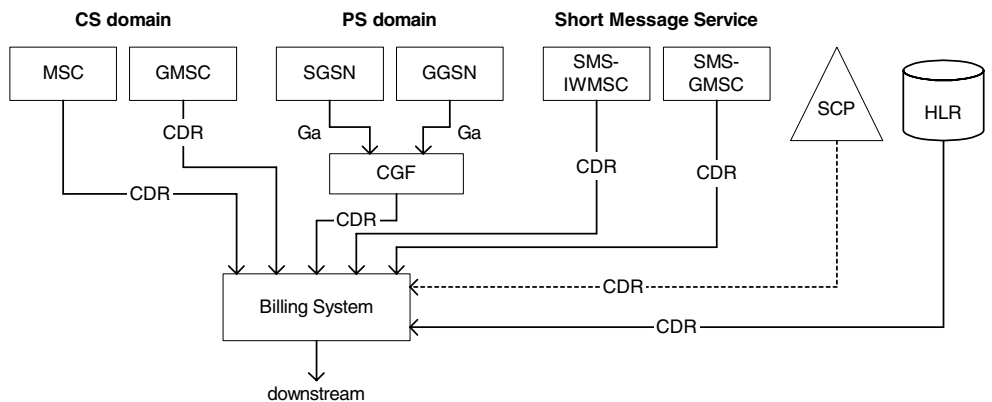 CS domain
PS domain
Short Message Service
MSC
GMSC
SGSN
GGSN
SMS-
IWMSC
SMS-
GMSC
SCP
HLR
Ga
Ga
CDR
CGF
CDR
CDR
CDR
CDR
CDR
Billing System
CDR
CDR
downstream